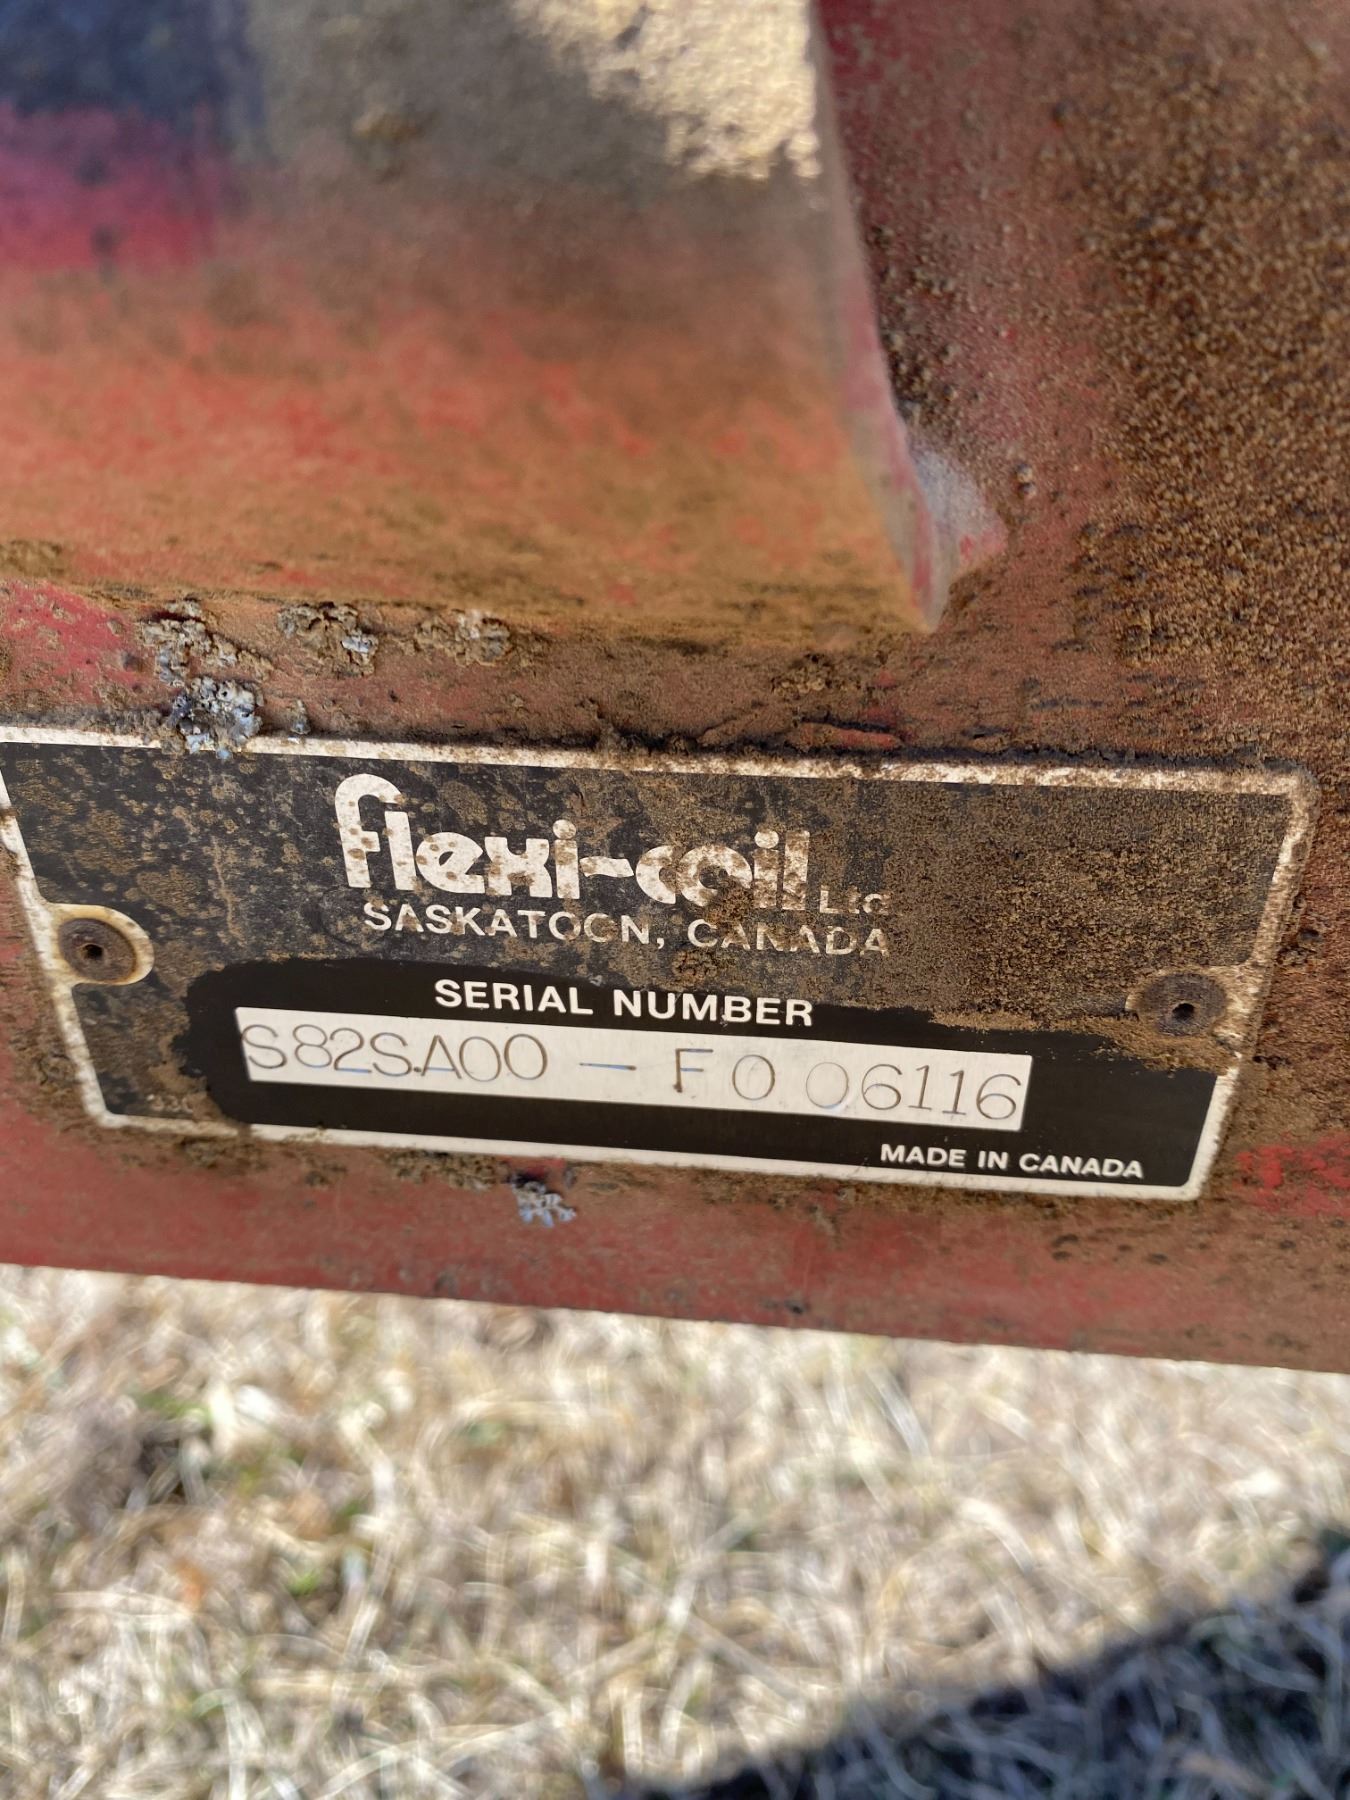 flexi-coil Ltd
SASKATOON, CANADA
SERIAL NUMBER
S82SA00 - F0 06116
MADE IN CANADA